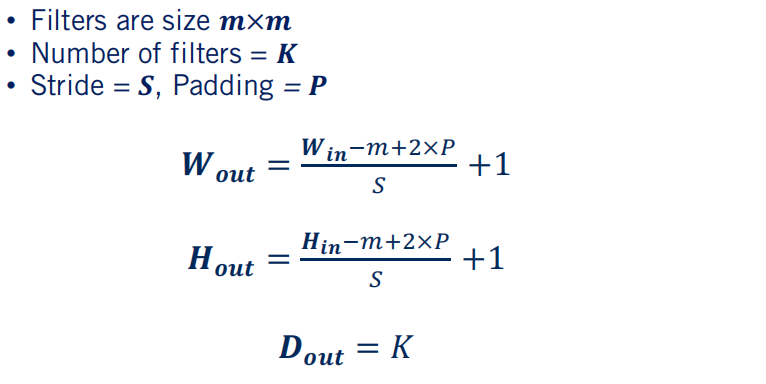 • Filters are size m×m
• Number of filters = K
• Stride = S, Padding = P
W_out = (W_in−m+2×P)/S +1
H_out = (H_in−m+2×P)/S +1
D_out = K